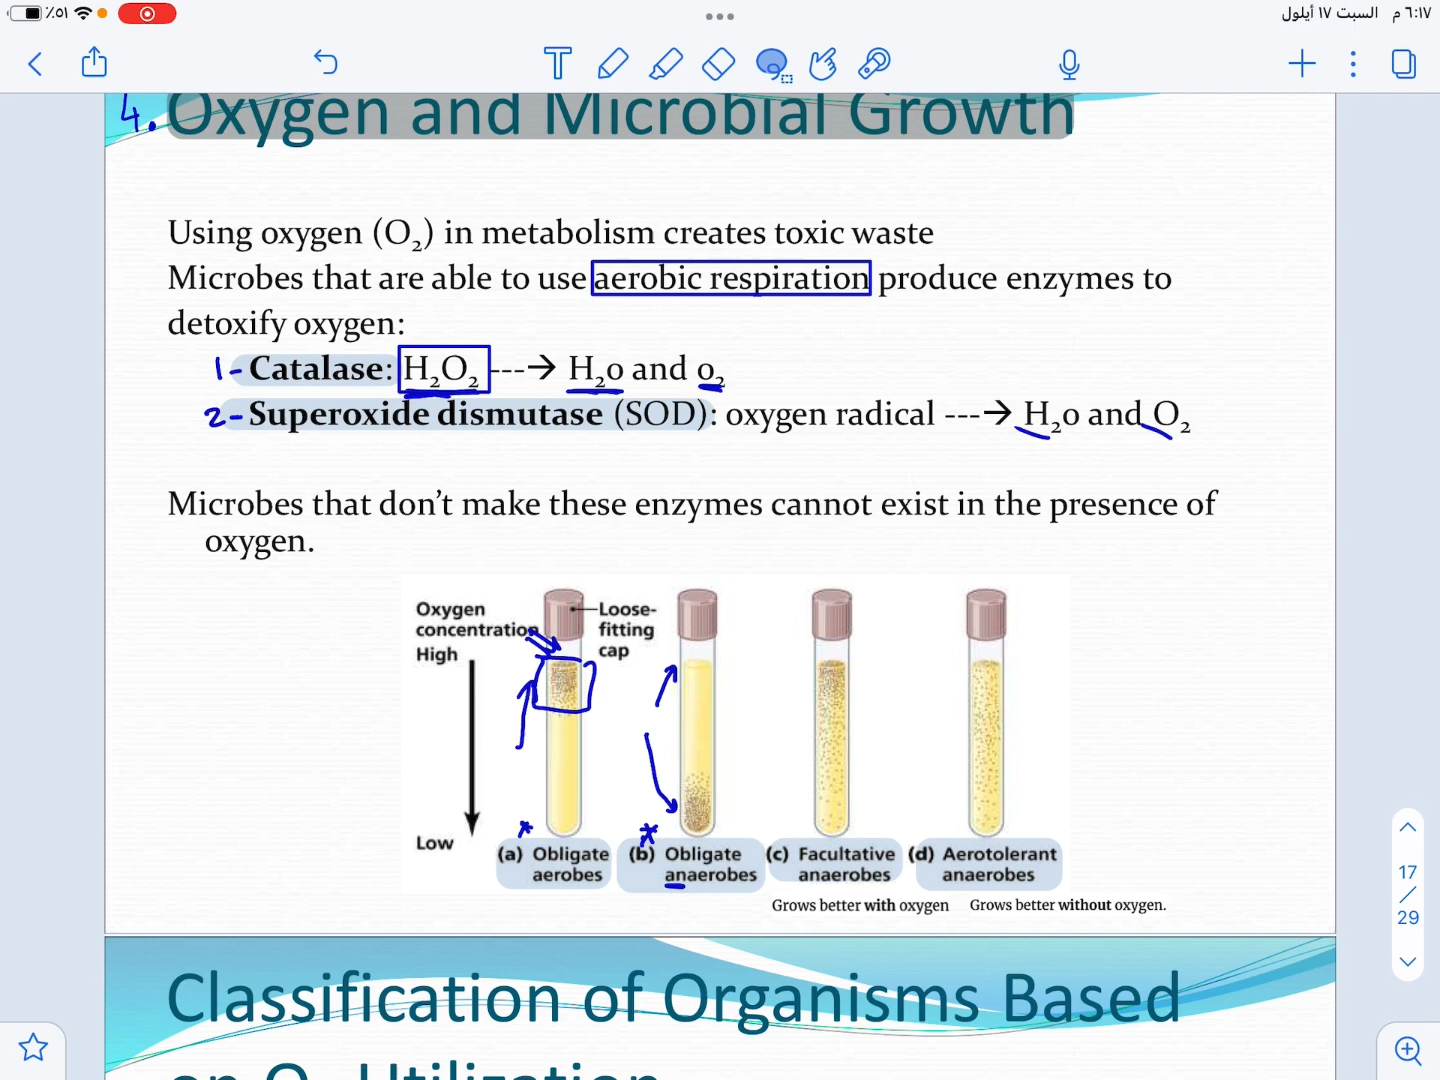 ٪٥١
السبت ١٧ أيلول ٦:١٧ م
4. Oxygen and Microbial Growth
Using oxygen (O₂) in metabolism creates toxic waste
Microbes that are able to use aerobic respiration produce enzymes to
detoxify oxygen:
1- Catalase: H₂O₂ ---→ H₂o and o₂
2- Superoxide dismutase (SOD): oxygen radical ---→ H₂o and O₂
Microbes that don't make these enzymes cannot exist in the presence of
oxygen.
Oxygen
concentration
High
Low
Loose-
fitting
cap
(a) Obligate
aerobes
(b) Obligate
anaerobes
(c) Facultative
anaerobes
(d) Aerotolerant
anaerobes
Grows better with oxygen
Grows better without oxygen.
17
/
29
Classification of Organisms Based
on O₂ Utilization